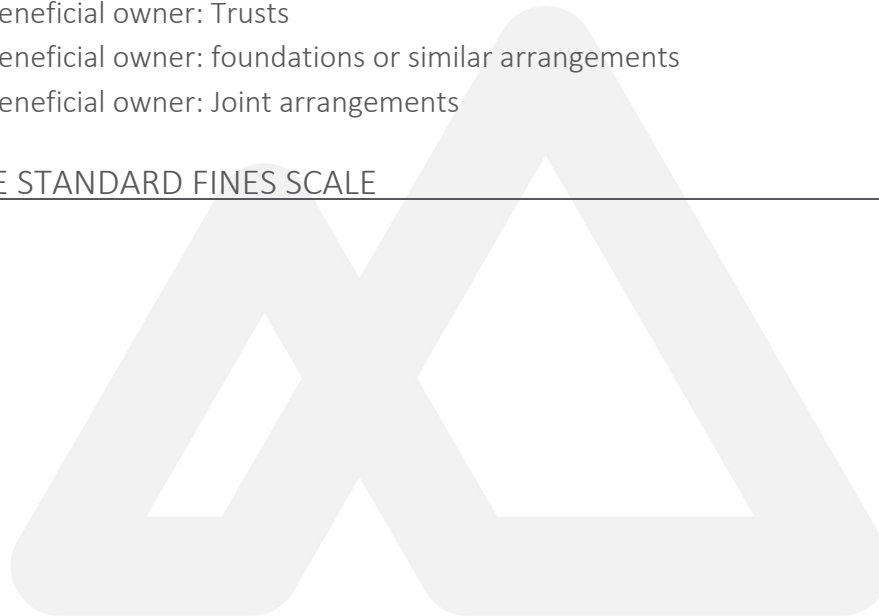 eneficial owner: Trusts
eneficial owner: foundations or similar arrangements
eneficial owner: Joint arrangements
E STANDARD FINES SCALE